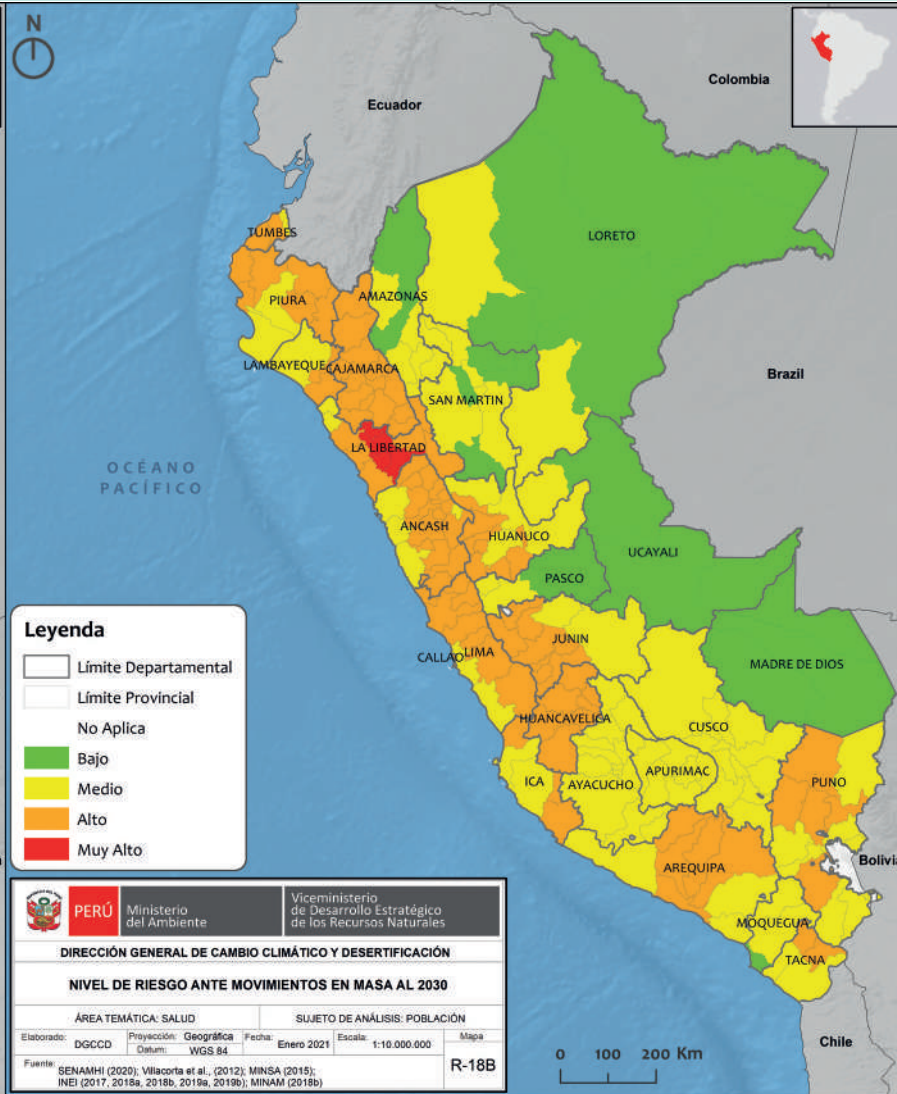 N
Colombia
Ecuador
LORETO
TUMBES
AMAZONAS
PIURA
LAMBAYEQUE
CAJAMARCA
Brazil
SAN MARTIN
LA LIBERTAD
OCÉANO
PACÍFICO
ANCASH
HUANUCO
UCAYALI
PASCO
JUNIN
CALLAO
LIMA
MADRE DE DIOS
HUANCAVELICA
CUSCO
ICA
AYACUCHO
APURIMAC
PUNO
AREQUIPA
Bolivia
MOQUEGUA
TACNA
Chile
Leyenda
Límite Departamental
Límite Provincial
No Aplica
Bajo
Medio
Alto
Muy Alto
PERÚ
Ministerio
del Ambiente
Viceministerio
de Desarrollo Estratégico
de los Recursos Naturales
DIRECCIÓN GENERAL DE CAMBIO CLIMÁTICO Y DESERTIFICACIÓN
NIVEL DE RIESGO ANTE MOVIMIENTOS EN MASA AL 2030
ÁREA TEMÁTICA: SALUD
SUJETO DE ANÁLISIS: POBLACIÓN
Elaborado: DGCCD
Proyección: Geográfica
Datum: WGS 84
Fecha: Enero 2021
Escala: 1:10.000.000
Mapa
R-18B
Fuente: SENAMHI (2020); Villacorta et al., (2012); MINSA (2015);
INEI (2017, 2018a, 2018b, 2019a, 2019b); MINAM (2018b)
0 100 200 Km